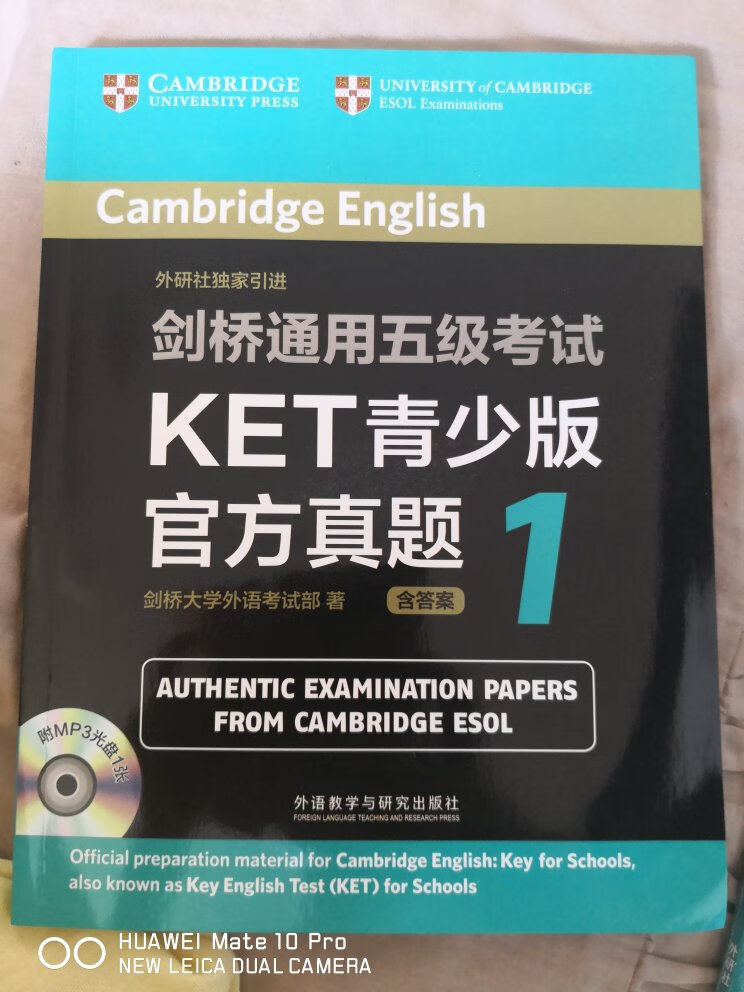 CAMBRIDGE
UNIVERSITY PRESS
UNIVERSITY of CAMBRIDGE
ESOL Examinations
Cambridge English
外研社独家引进
剑桥通用五级考试
KET青少版
官方真题 1
剑桥大学外语考试部 著
含答案
AUTHENTIC EXAMINATION PAPERS
FROM CAMBRIDGE ESOL
附MP3光盘1张
外语教学与研究出版社
FOREIGN LANGUAGE TEACHING AND RESEARCH PRESS
Official preparation material for Cambridge English: Key for Schools,
also known as Key English Test (KET) for Schools
HUAWEI Mate 10 Pro
NEW LEICA DUAL CAMERA
外研社